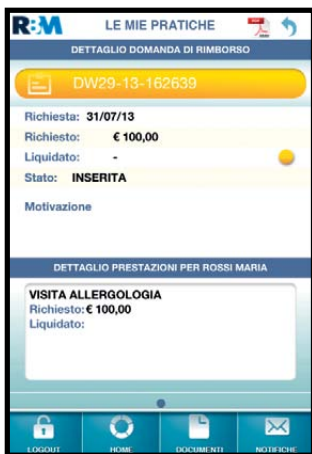 RBM LE MIE PRATICHE
DETTAGLIO DOMANDA DI RIMBORSO
DW29-13-162639
Richiesta: 31/07/13
Richiesto: € 100,00
Liquidato: -
Stato: INSERITA
Motivazione
DETTAGLIO PRESTAZIONI PER ROSSI MARIA
VISITA ALLERGOLOGIA
Richiesto: € 100,00
Liquidato:
LOGOUT HOME DOCUMENTI NOTIFICHE